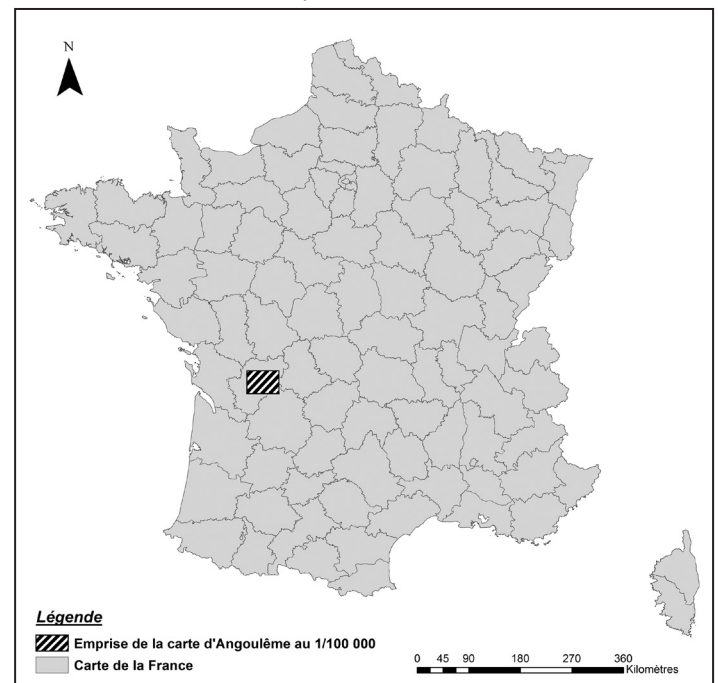 N
Légende
Emprise de la carte d'Angoulême au 1/100 000
Carte de la France
0 45 90 180 270 360
Kilomètres